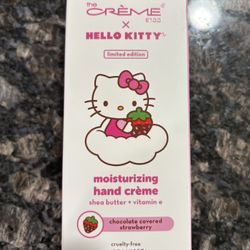 the CRÈME®
SHOP
×
HELLO KITTY
limited edition
moisturizing
hand crème
shea butter + vitamin e
chocolate covered
strawberry
cruelty-free